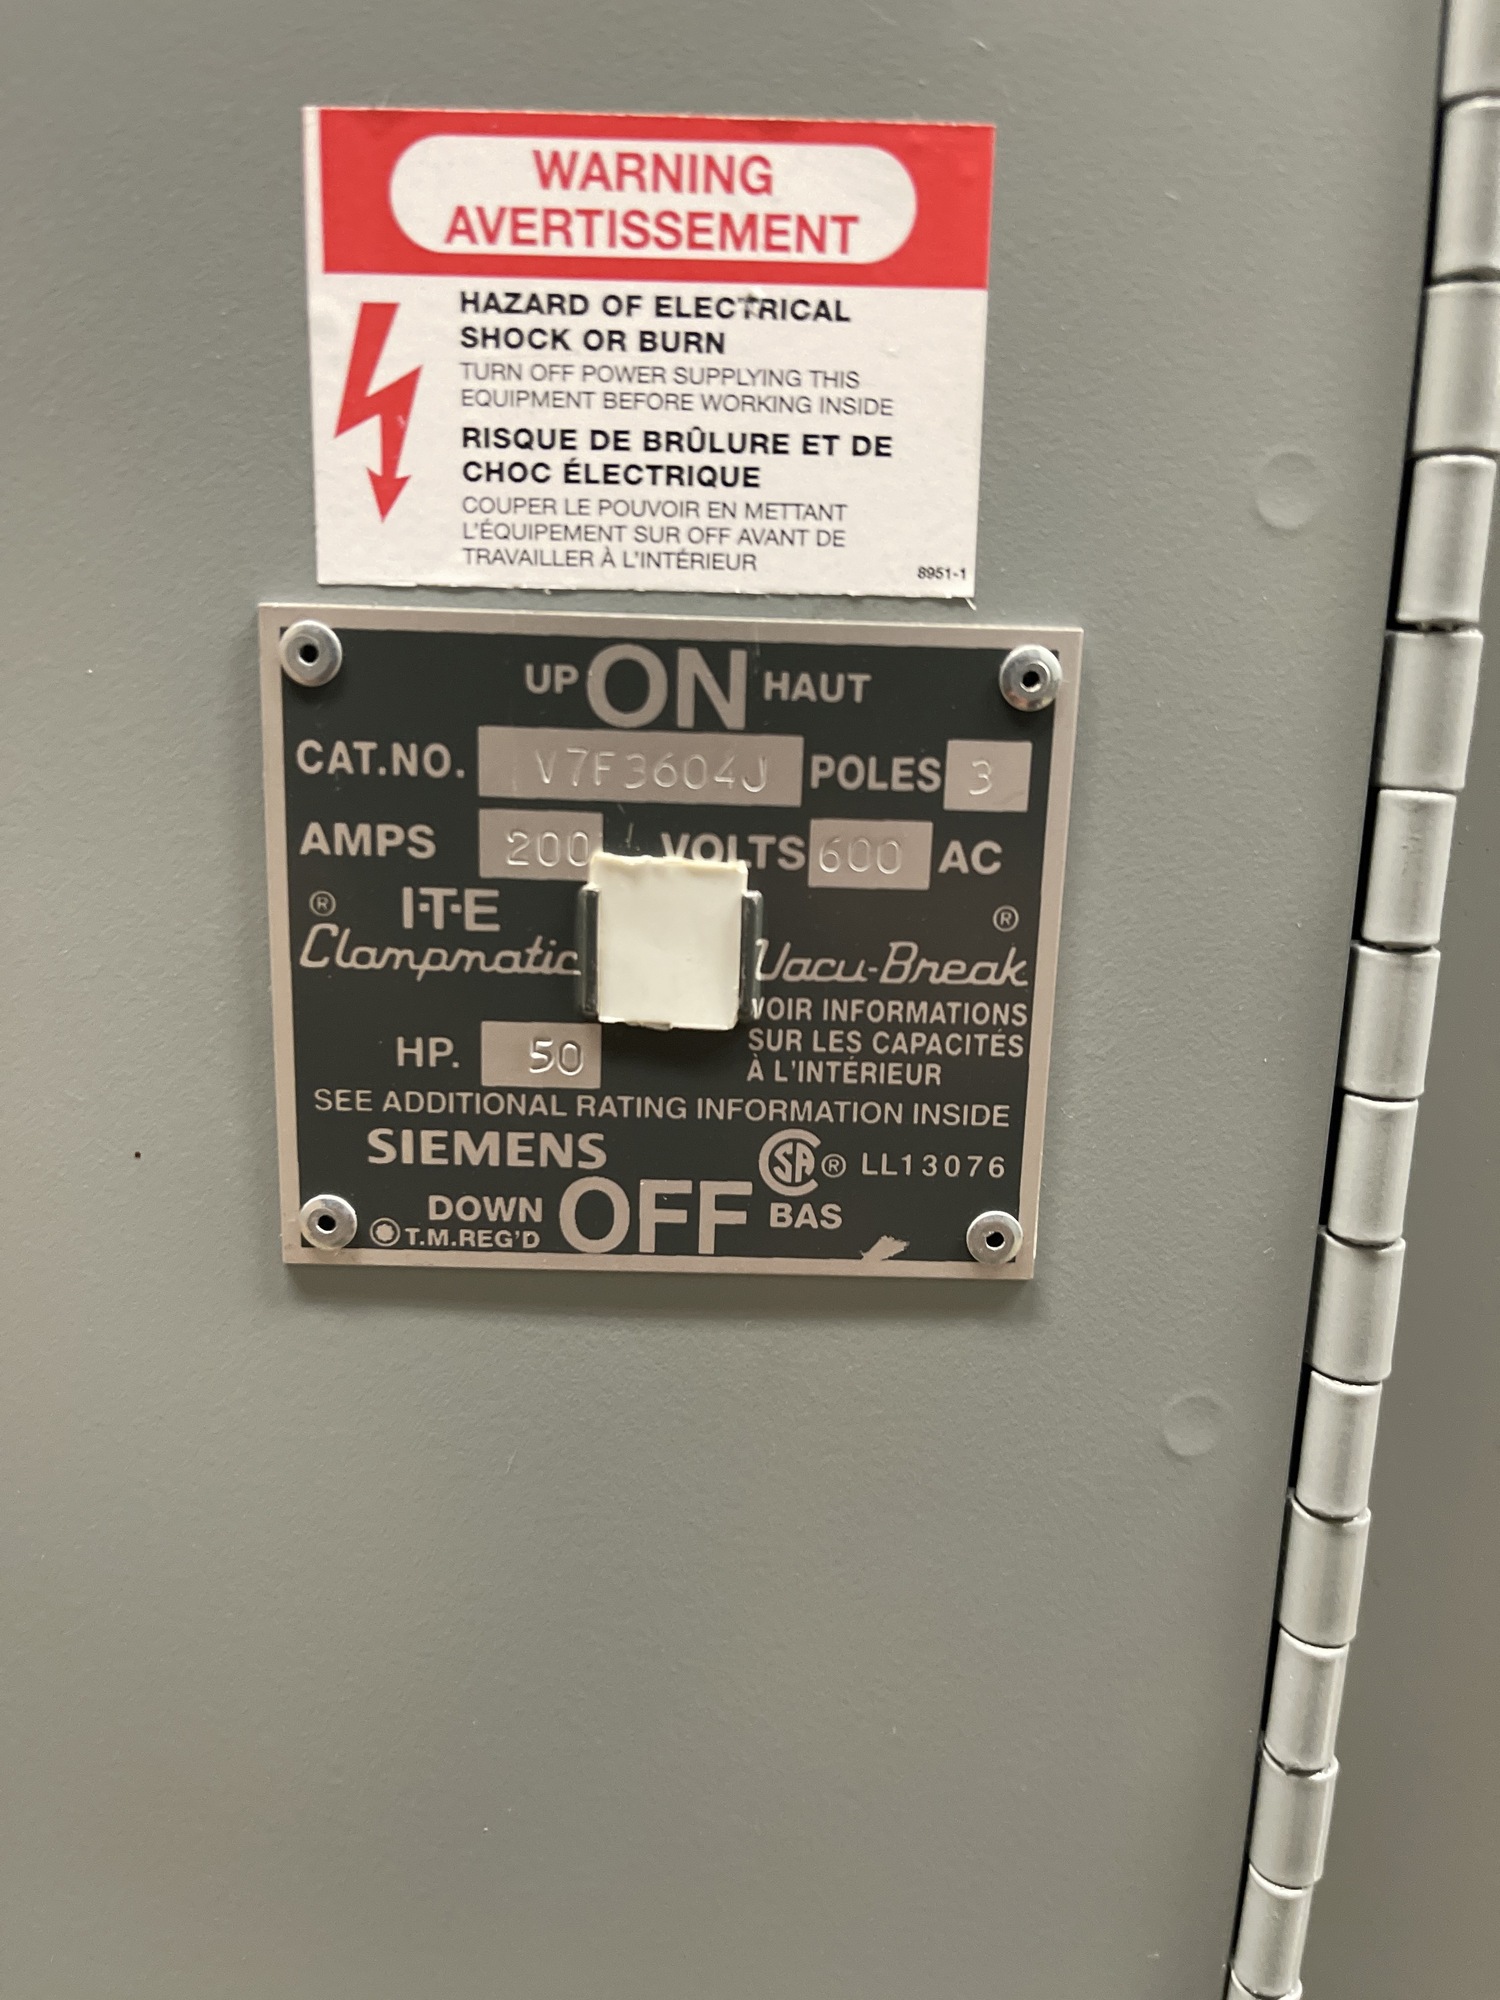 WARNING
AVERTISSEMENT
HAZARD OF ELECTRICAL
SHOCK OR BURN
TURN OFF POWER SUPPLYING THIS
EQUIPMENT BEFORE WORKING INSIDE
RISQUE DE BRÛLURE ET DE
CHOC ÉLECTRIQUE
COUPER LE POUVOIR EN METTANT
L'ÉQUIPEMENT SUR OFF AVANT DE
TRAVAILLER À L'INTÉRIEUR
8951-1
UP ON HAUT
CAT.NO. V7F3604J POLES 3
AMPS 200 VOLTS 600 AC
® I-T-E ®
Clampmatic Vacu-Break
VOIR INFORMATIONS
SUR LES CAPACITÉS
À L'INTÉRIEUR
HP. 50
SEE ADDITIONAL RATING INFORMATION INSIDE
SIEMENS SA ® LL13076
DOWN OFF BAS
T.M.REG'D